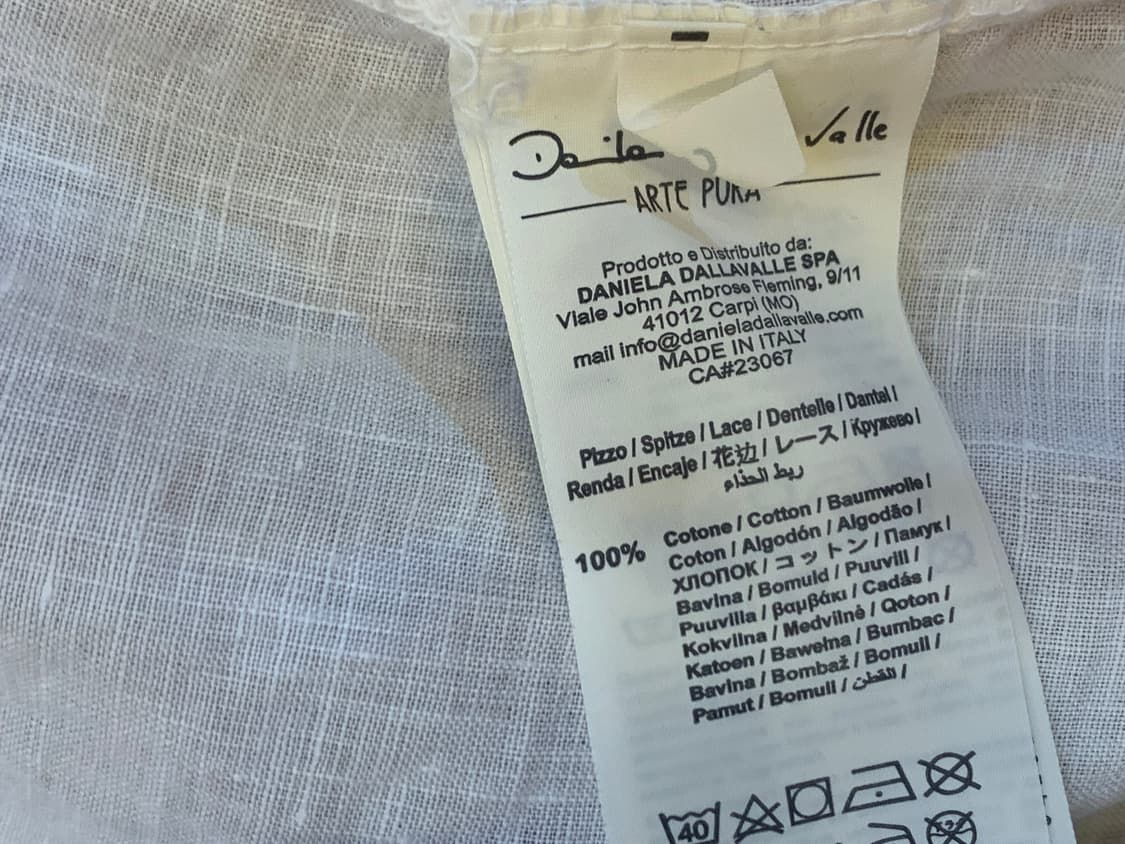 Valle
ARTE PURA
Prodotto e Distribuito da:
DANIELA DALLAVALLE SPA
Viale John Ambrose Fleming, 9/11
41012 Carpi (MO)
mail info@danieladallavalle.com
MADE IN ITALY
CA#23067
Pizzo / Spitze / Lace / Dentelle / Dantel /
Renda / Encaje / 花边 / レース / Кружево /
ربط الحذاء
100% Cotone / Cotton / Baumwolle /
Coton / Algodón / Algodão /
ХЛОПОК / コットン / Памук /
Bavlna / Bomuld / Puuvill /
Puuvilla / βαμβάκι / Cadás /
Kokvilna / Medvilnė / Qoton /
Katoen / Bawełna / Bumbac /
Bavlna / Bombaž / Bomull /
Pamut / Bomull / القطن /
40